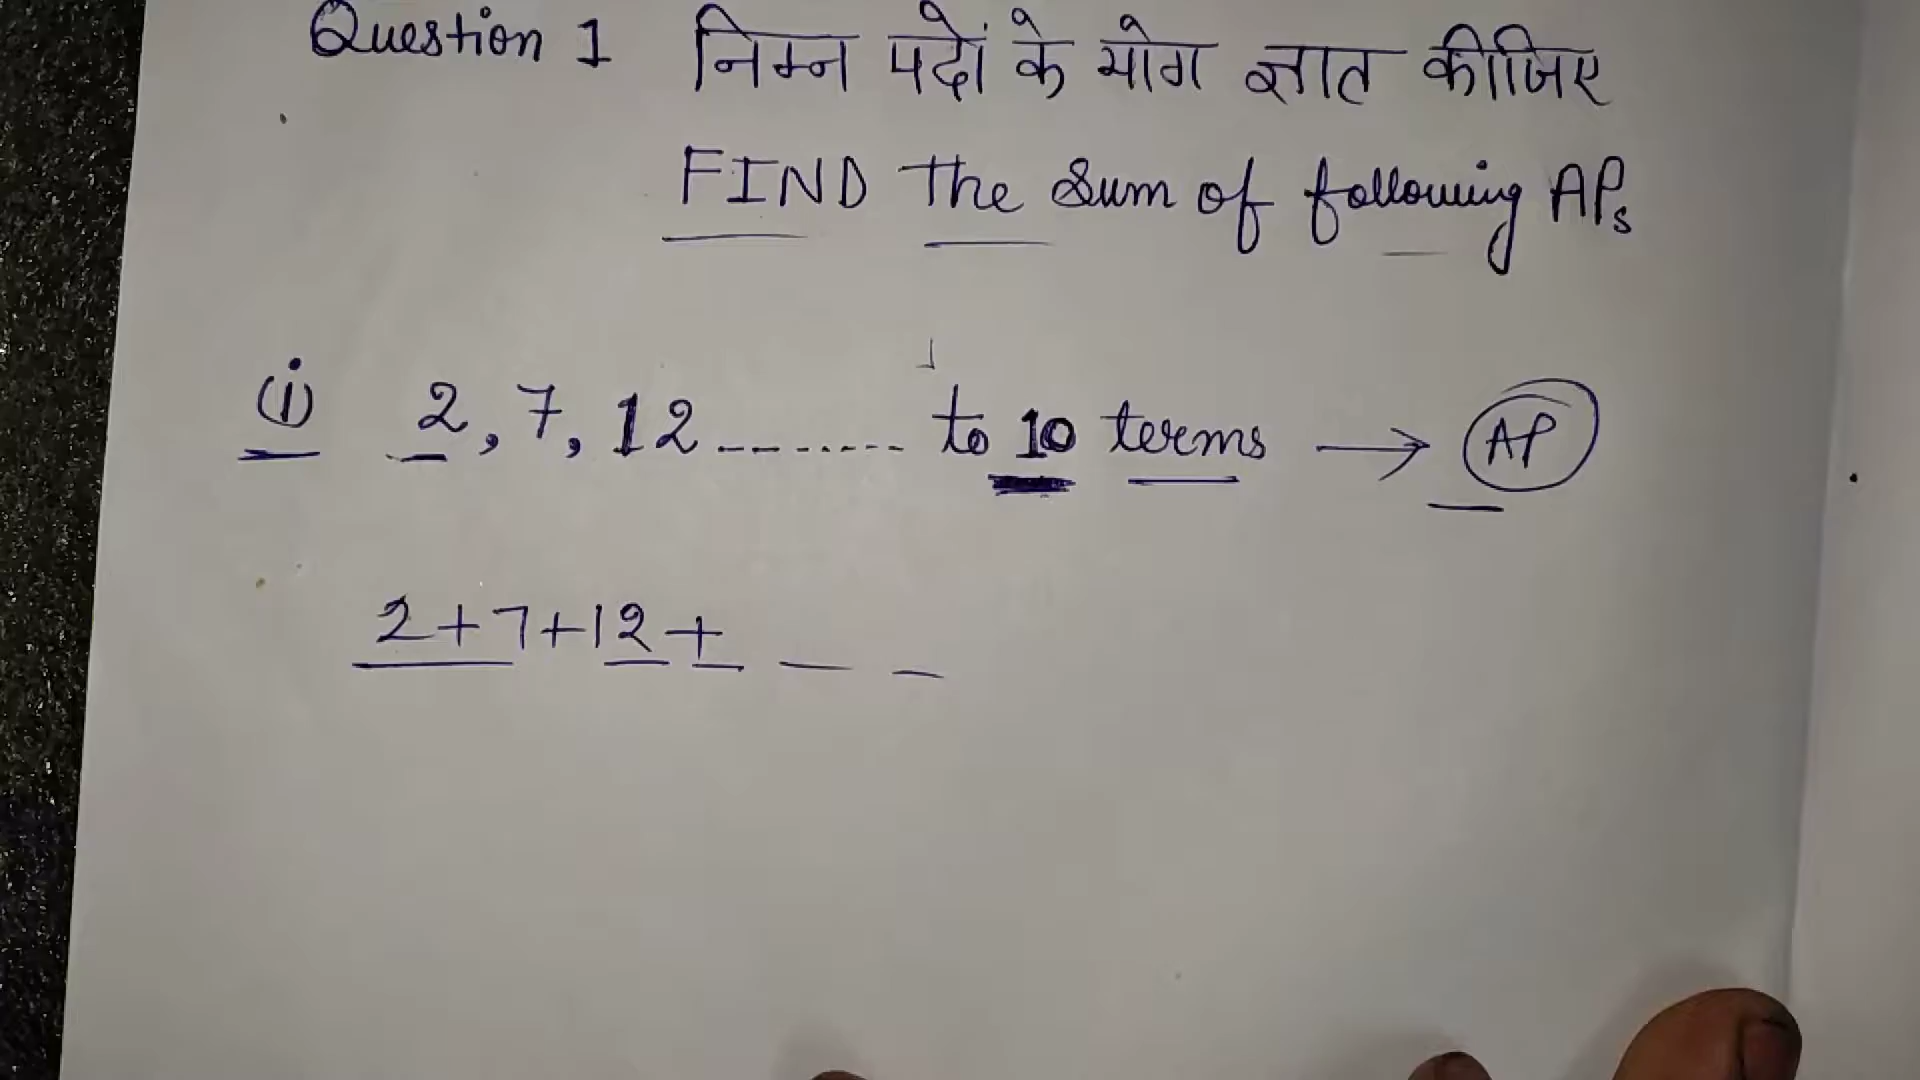 Question 1 निम्न पदों के योग ज्ञात कीजिए
FIND the Sum of following APs
(i) 2, 7, 12 -------- to 10 terms → AP
2+7+12+ _ _